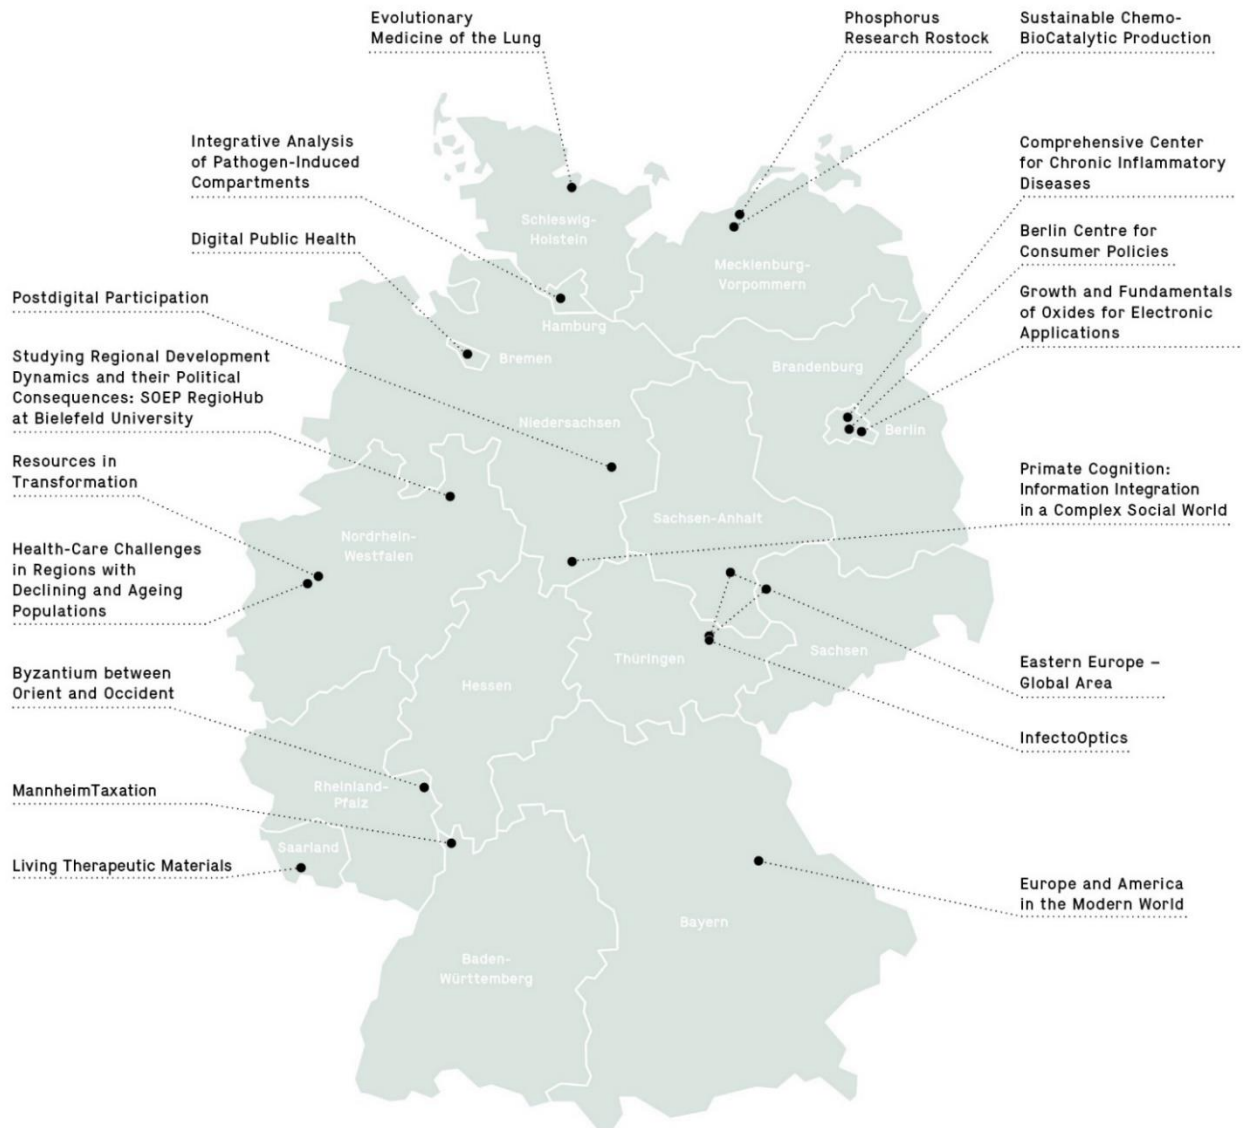 Evolutionary
Medicine of the Lung
Phosphorus
Research Rostock
Sustainable Chemo-
BioCatalytic Production
Integrative Analysis
of Pathogen-Induced
Compartments
Digital Public Health
Postdigital Participation
Studying Regional Development
Dynamics and their Political
Consequences: SOEP RegioHub
at Bielefeld University
Resources in
Transformation
Health-Care Challenges
in Regions with
Declining and Ageing
Populations
Byzantium between
Orient and Occident
MannheimTaxation
Living Therapeutic Materials
Schleswig-
Holstein
Mecklenburg-
Vorpommern
Hamburg
Bremen
Brandenburg
Niedersachsen
Berlin
Sachsen-Anhalt
Nordrhein-
Westfalen
Thüringen
Sachsen
Hessen
Rheinland-
Pfalz
Saarland
Bayern
Baden-
Württemberg
Comprehensive Center
for Chronic Inflammatory
Diseases
Berlin Centre for
Consumer Policies
Growth and Fundamentals
of Oxides for Electronic
Applications
Primate Cognition:
Information Integration
in a Complex Social World
Eastern Europe –
Global Area
InfectoOptics
Europe and America
in the Modern World